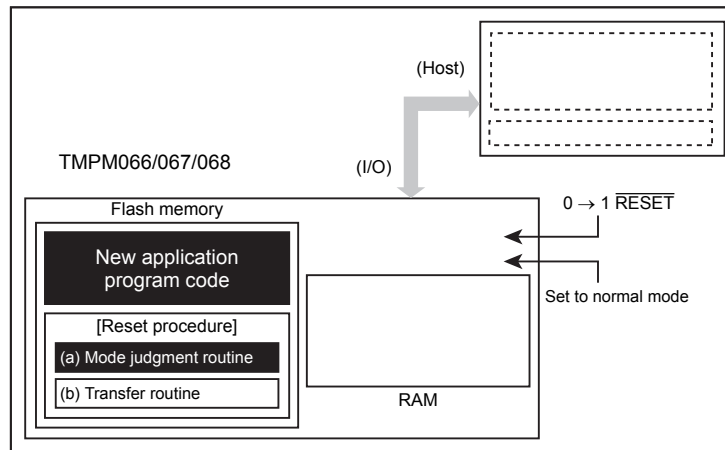 (Host)
TMPM066/067/068
(I/O)
Flash memory
0 → 1 RESET
New application
program code
Set to normal mode
[Reset procedure]
(a) Mode judgment routine
(b) Transfer routine
RAM